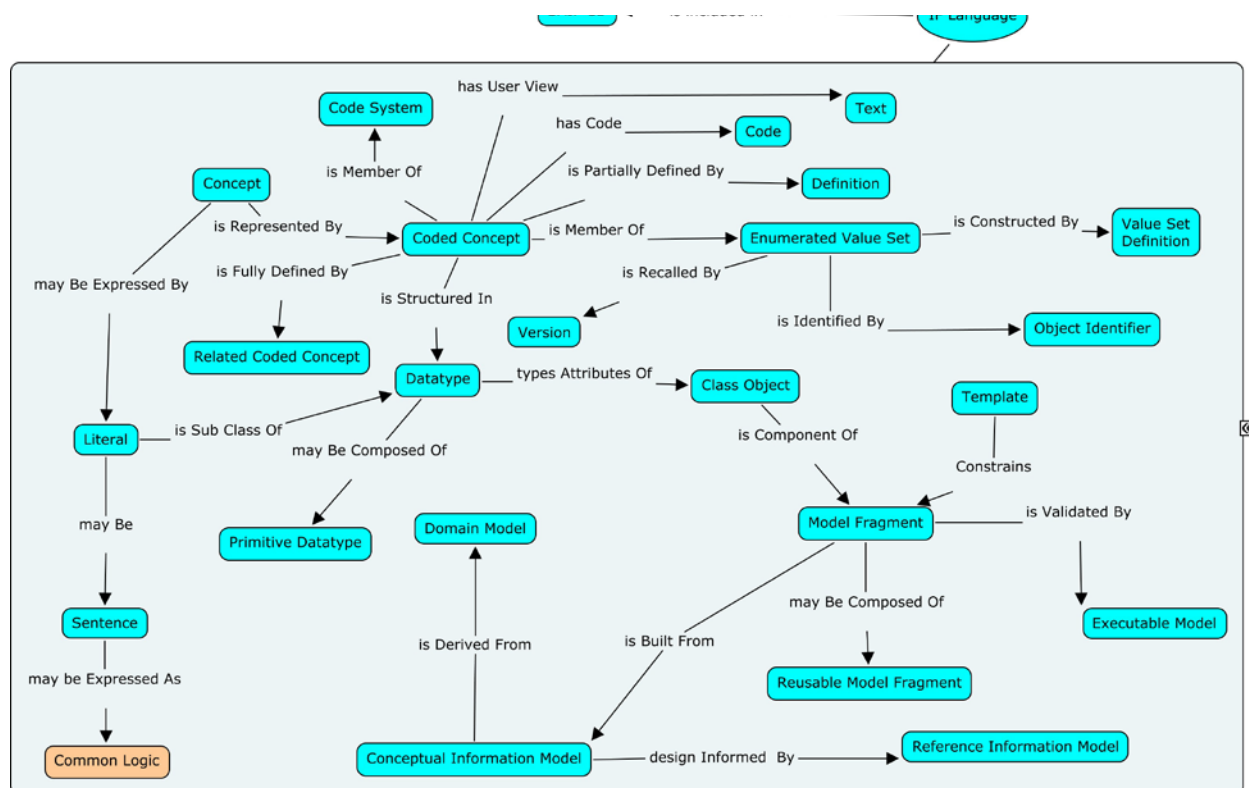 is Included In
IF Language
has User View
Text
Code System
has Code
Code
is Member Of
is Partially Defined By
Concept
Definition
is Represented By
Coded Concept
is Member Of
Enumerated Value Set
is Constructed By
Value Set
Definition
is Fully Defined By
is Recalled By
may Be Expressed By
is Structured In
is Identified By
Version
Object Identifier
Related Coded Concept
Datatype
types Attributes Of
Class Object
Template
Literal
is Sub Class Of
is Component Of
may Be Composed Of
Constrains
may Be
Domain Model
Model Fragment
is Validated By
Primitive Datatype
may Be Composed Of
Sentence
Executable Model
is Derived From
is Built From
may be Expressed As
Reusable Model Fragment
Common Logic
Conceptual Information Model
design Informed By
Reference Information Model